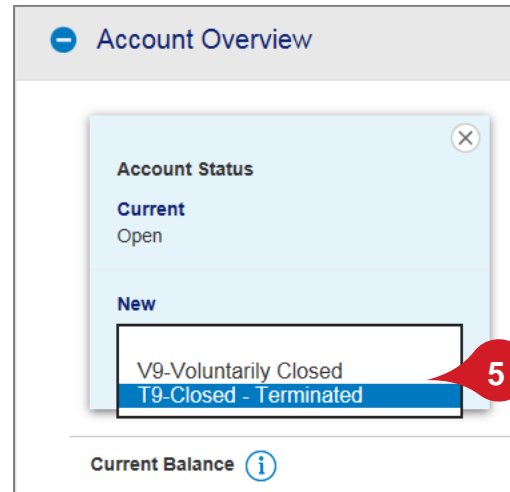 Account Overview
Account Status
Current
Open
New
V9-Voluntarily Closed
T9-Closed - Terminated
5
Current Balance i